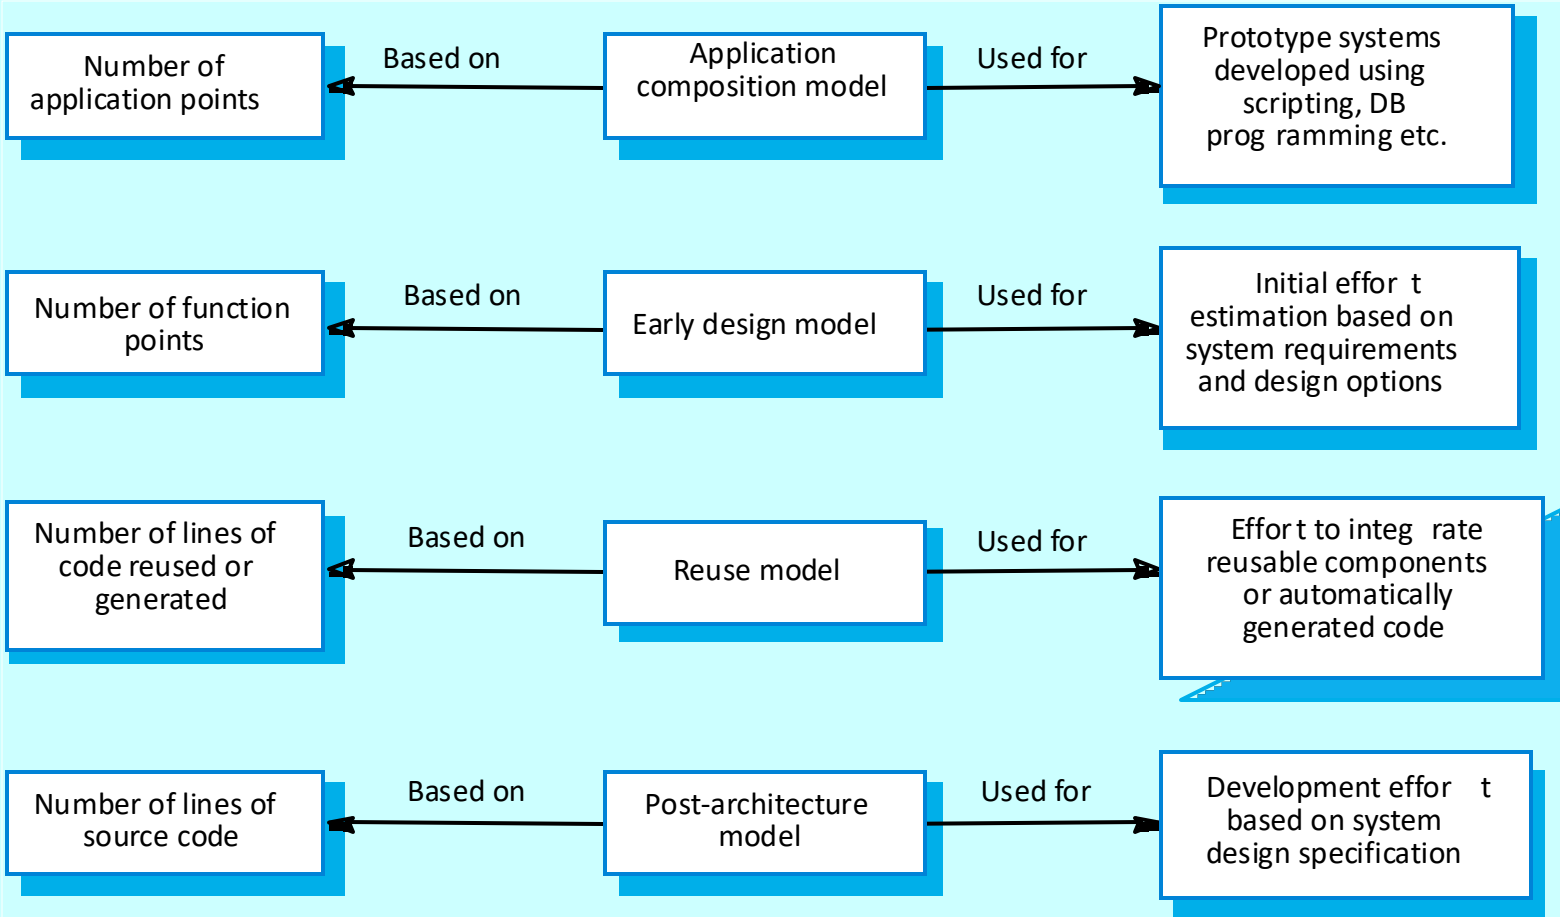 Number of
application points
Based on
Application
composition model
Used for
Prototype systems
developed using
scripting, DB
prog ramming etc.
Number of function
points
Based on
Early design model
Used for
Initial effor t
estimation based on
system requirements
and design options
Number of lines of
code reused or
generated
Based on
Reuse model
Used for
Effort to integ rate
reusable components
or automatically
generated code
Number of lines of
source code
Based on
Post-architecture
model
Used for
Development effor t
based on system
design specification